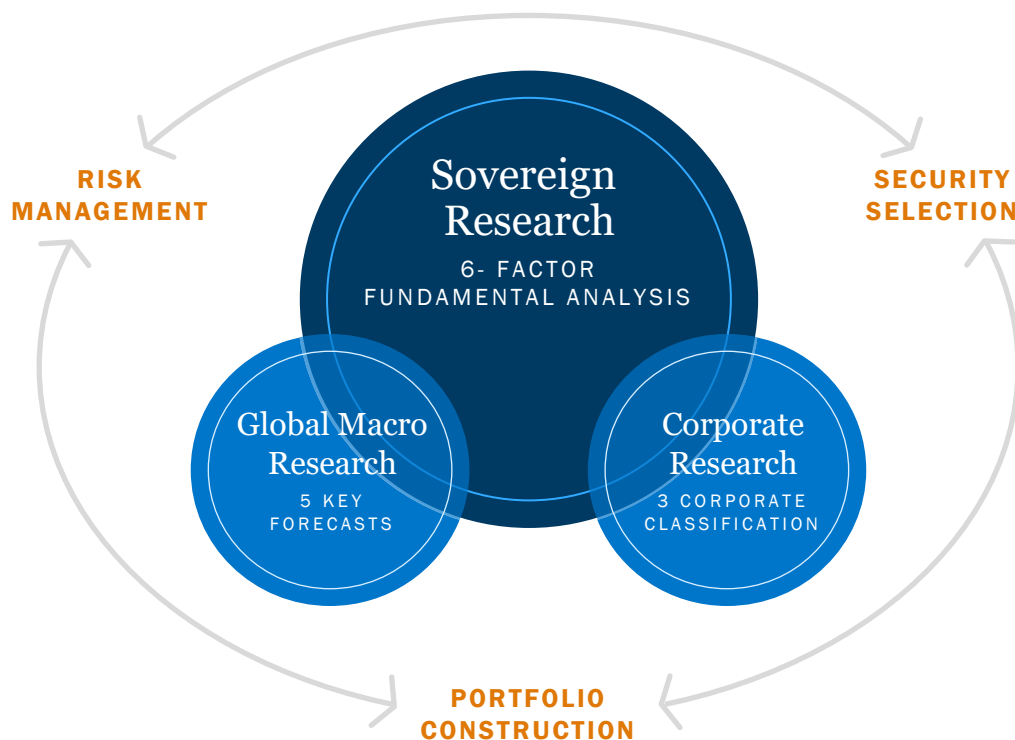 Sovereign
Research
6- FACTOR
FUNDAMENTAL ANALYSIS
RISK
MANAGEMENT
SECURITY
SELECTION
Global Macro
Research
5 KEY
FORECASTS
Corporate
Research
3 CORPORATE
CLASSIFICATION
PORTFOLIO
CONSTRUCTION